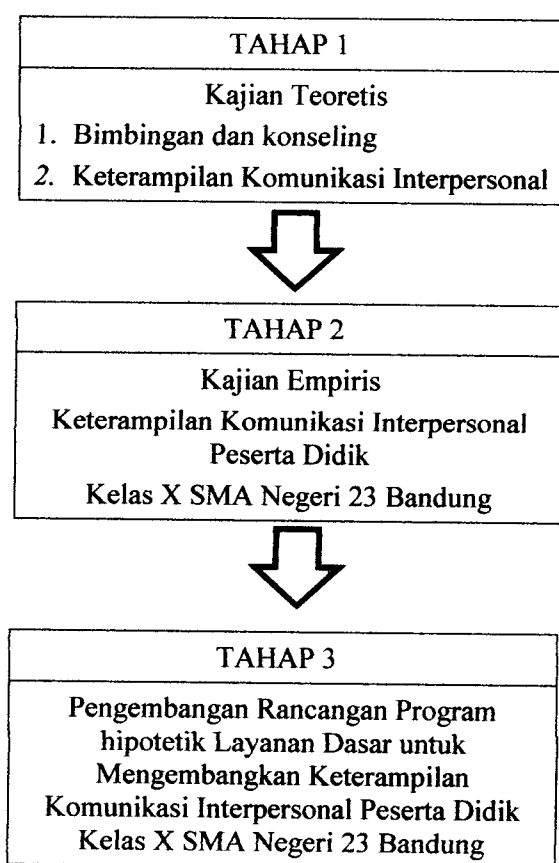 TAHAP 1
Kajian Teoretis
1. Bimbingan dan konseling
2. Keterampilan Komunikasi Interpersonal
TAHAP 2
Kajian Empiris
Keterampilan Komunikasi Interpersonal
Peserta Didik
Kelas X SMA Negeri 23 Bandung
TAHAP 3
Pengembangan Rancangan Program
hipotetik Layanan Dasar untuk
Mengembangkan Keterampilan
Komunikasi Interpersonal Peserta Didik
Kelas X SMA Negeri 23 Bandung